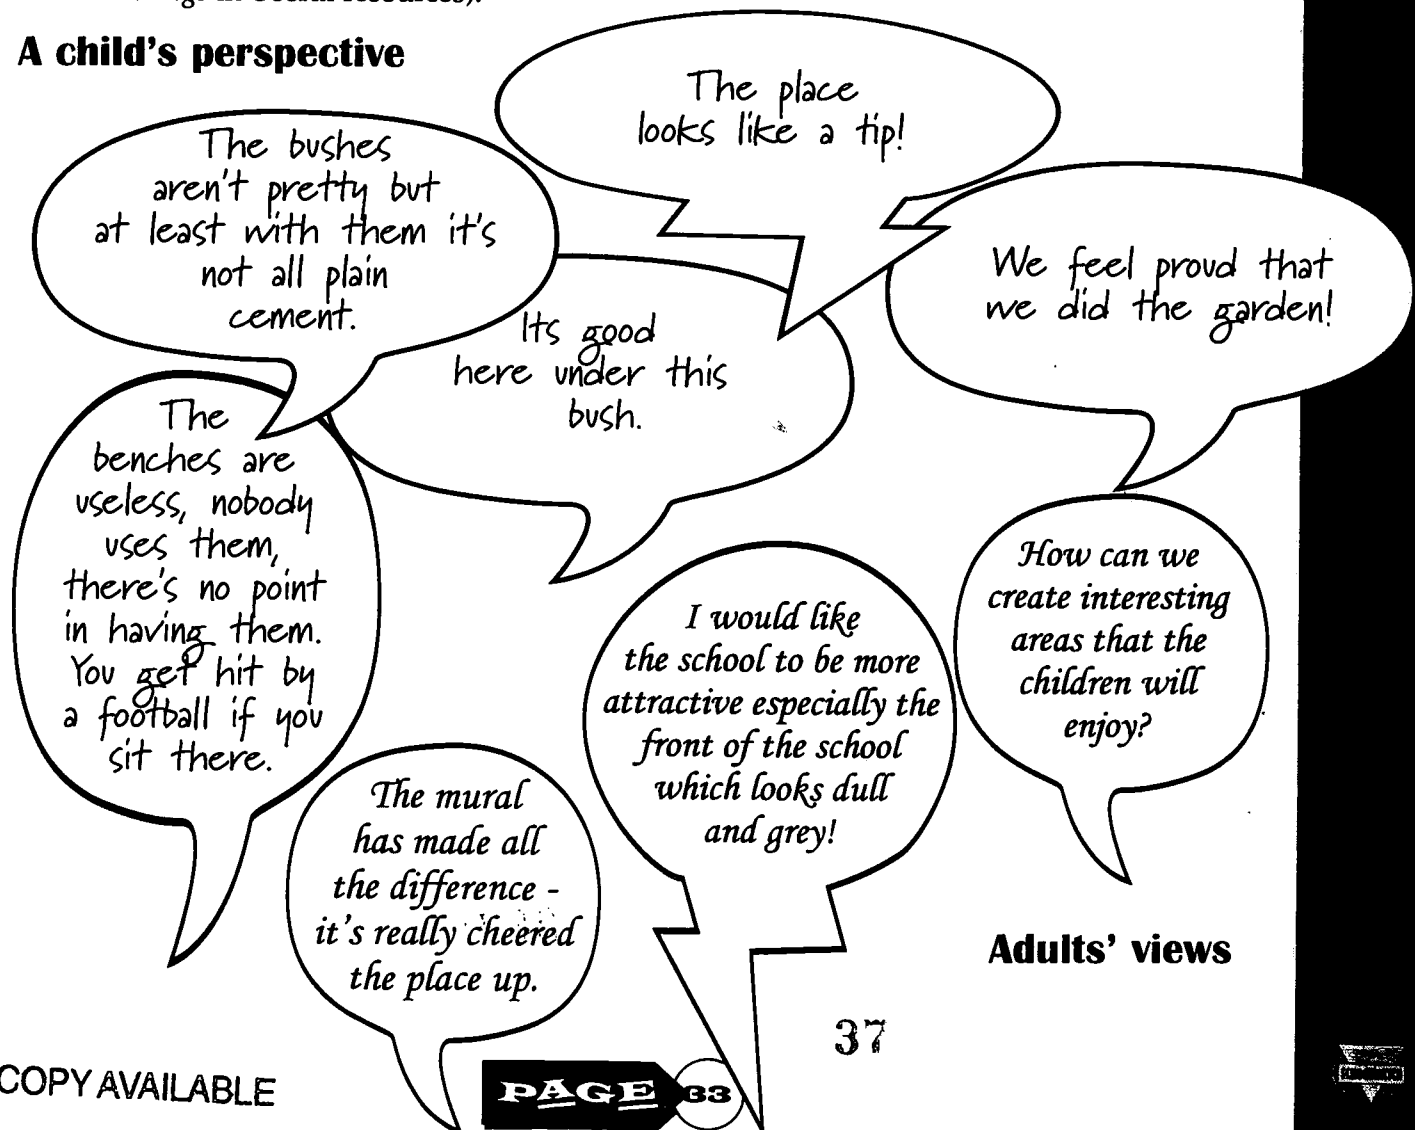 A child's perspective
The place
looks like a tip!
The bushes
aren't pretty but
at least with them it's
not all plain
cement.
We feel proud that
we did the garden!
Its good
here under this
bush.
The
benches are
useless, nobody
uses them,
there's no point
in having them.
You get hit by
a football if you
sit there.
How can we
create interesting
areas that the
children will
enjoy?
I would like
the school to be more
attractive especially the
front of the school
which looks dull
and grey!
The mural
has made all
the difference -
it's really cheered
the place up.
Adults' views
37
COPY AVAILABLE
PAGE 33